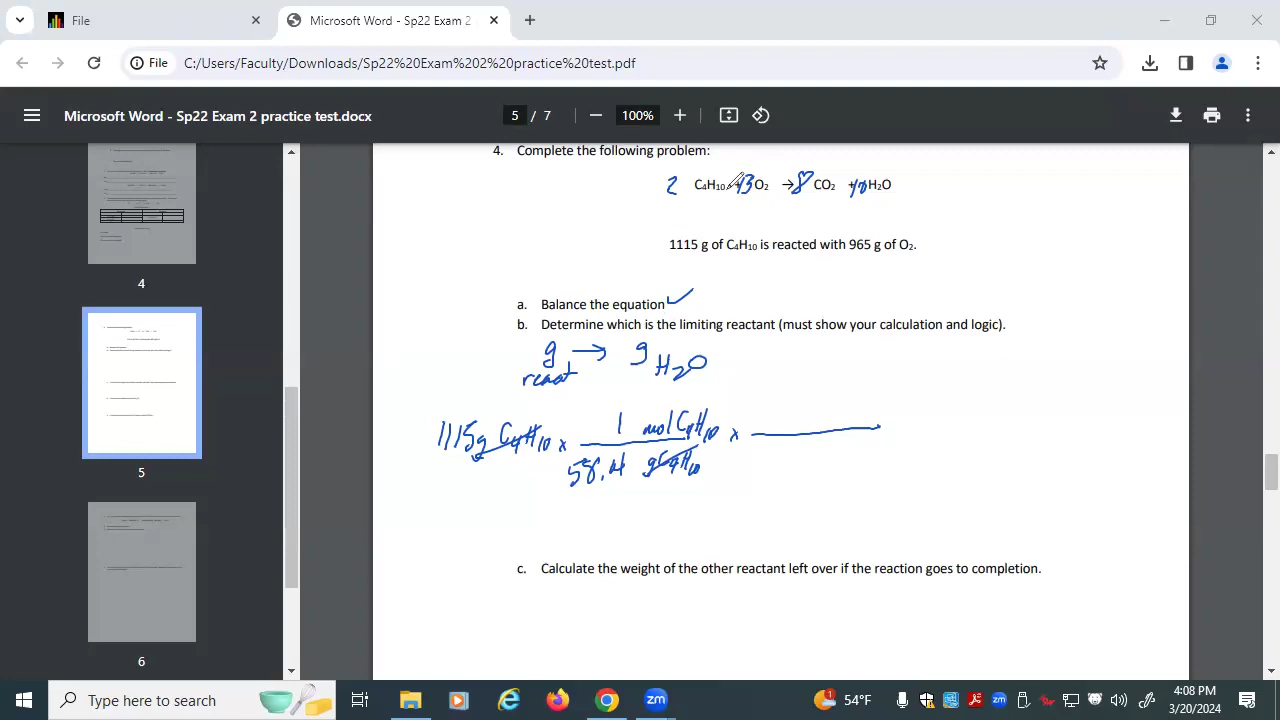 File
Microsoft Word - Sp22 Exam 2
File
C:/Users/Faculty/Downloads/Sp22%20Exam%202%20practice%20test.pdf
Microsoft Word - Sp22 Exam 2 practice test.docx
5 / 7
100%
4
5
6
4. Complete the following problem:
2 C₄H₁₀ + 13 O₂ → 8 CO₂ + 10 H₂O
1115 g of C₄H₁₀ is reacted with 965 g of O₂.
a. Balance the equation ✓
b. Determine which is the limiting reactant (must show your calculation and logic).
g → g H₂O
react
1 mol C₄H₁₀
1115g C₄H₁₀ x ——— x ———
g C₄H₁₀
c. Calculate the weight of the other reactant left over if the reaction goes to completion.
Type here to search
zm
1
54°F
zm
4:08 PM
3/20/2024